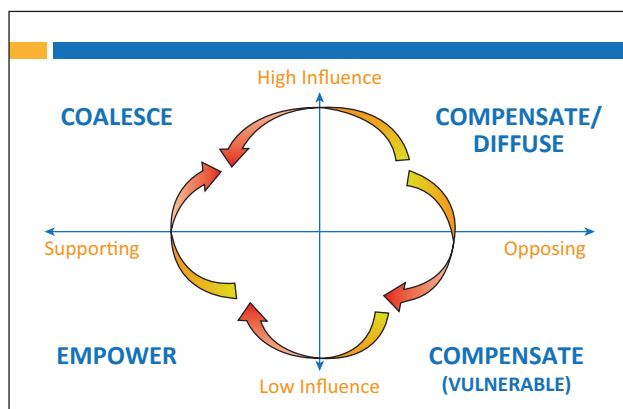 High Influence
COALESCE
COMPENSATE/
DIFFUSE
Supporting
Opposing
EMPOWER
COMPENSATE
(VULNERABLE)
Low Influence